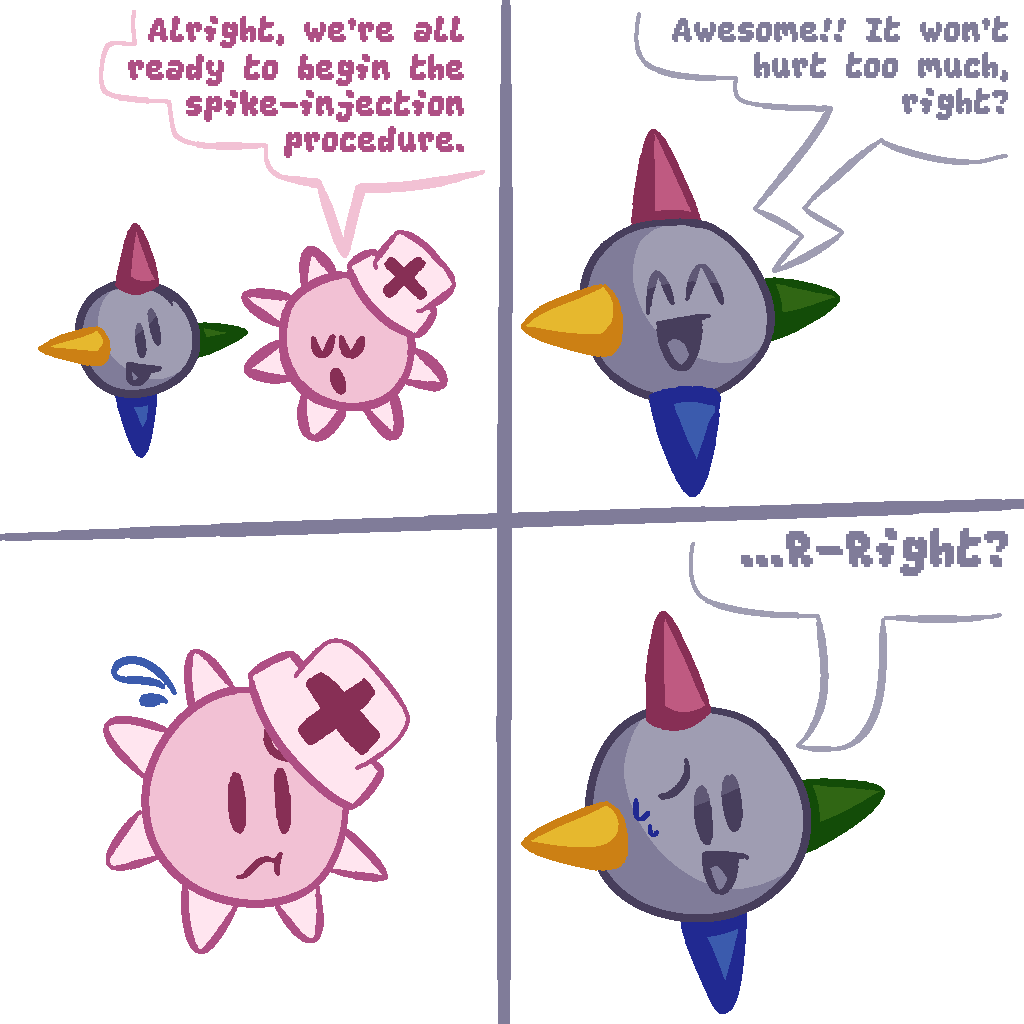 Alright, we're all
ready to begin the
spike-injection
procedure.
Awesome!! It won't
hurt too much,
right?
...R-Right?